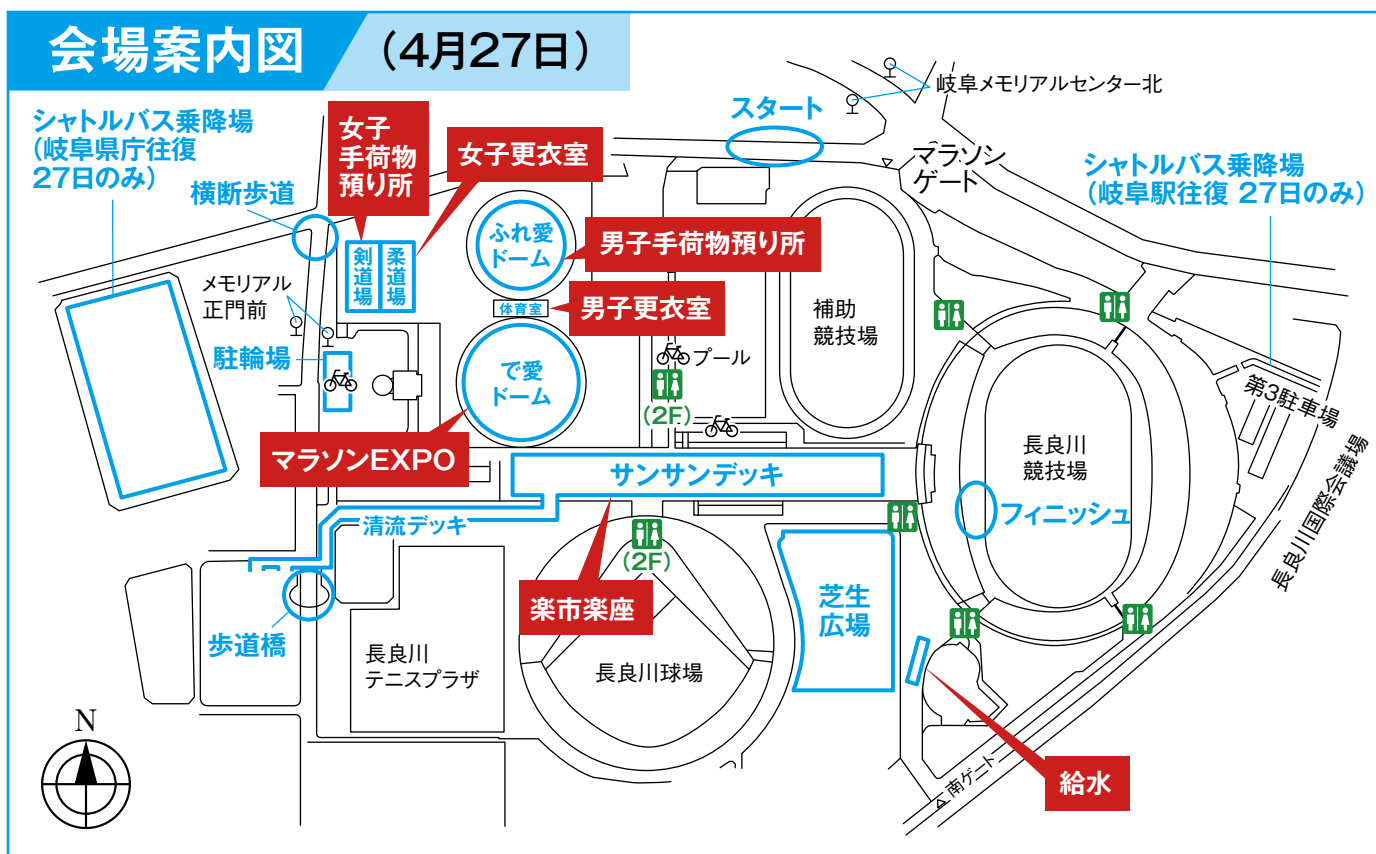 会場案内図
(4月27日)
岐阜メモリアルセンター北
スタート
マラソン
ゲート
シャトルバス乗降場
(岐阜県庁往復
27日のみ)
横断歩道
女子
手荷物
預り所
女子更衣室
シャトルバス乗降場
(岐阜駅往復 27日のみ)
剣道場
柔道場
ふれ愛
ドーム
男子手荷物預り所
体育室
男子更衣室
メモリアル
正門前
駐輪場
で愛
ドーム
プール
(2F)
補助
競技場
第3駐車場
マラソンEXPO
サンサンデッキ
長良川
競技場
フィニッシュ
長良川国際会議場
清流デッキ
(2F)
楽市楽座
芝生
広場
歩道橋
長良川
テニスプラザ
長良川球場
N
南ゲート
給水